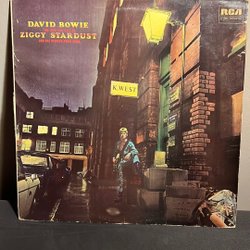 DAVID BOWIE
ZIGGY STARDUST
RCA
K. WEST